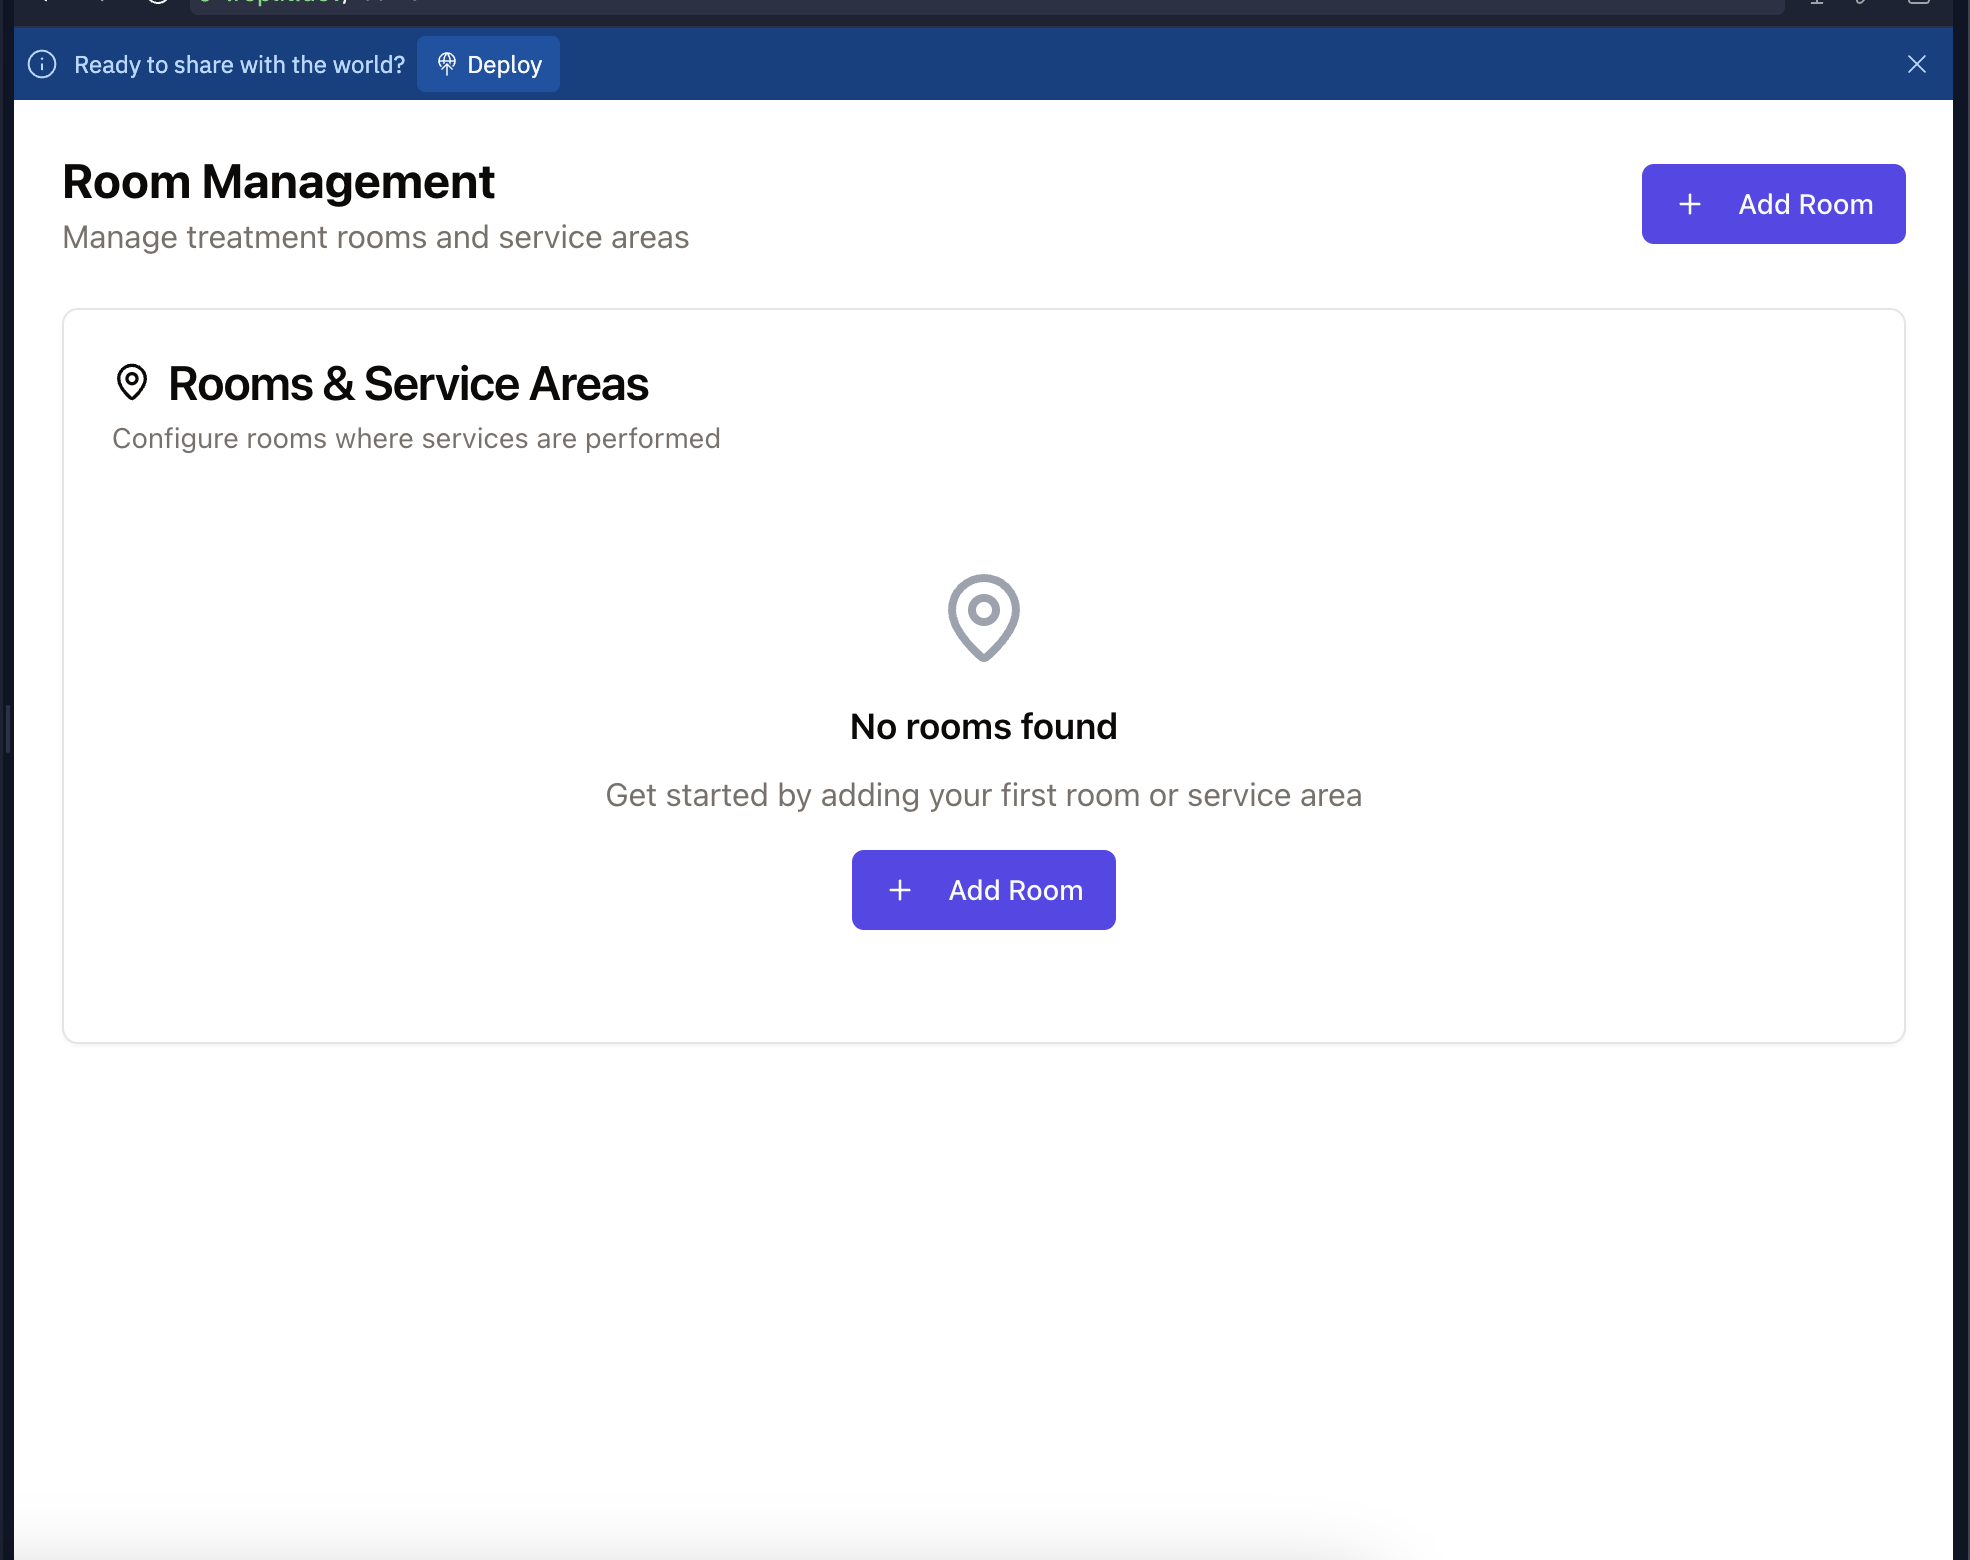 Ready to share with the world? Deploy
Room Management
Manage treatment rooms and service areas
+ Add Room
Rooms & Service Areas
Configure rooms where services are performed
No rooms found
Get started by adding your first room or service area
+ Add Room